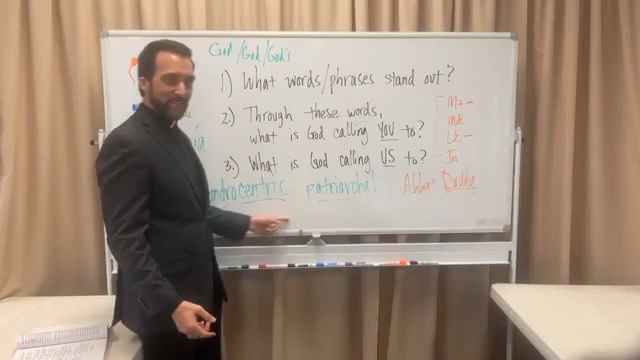 God/God/God's
1.) What words/phrases stand out?
2.) Through these words,
what is God calling YOU to?
3.) What is God calling US to?
Mt -
Mk
Lk -
Jn
ndrocentric patriarchal
Abba = Daddy